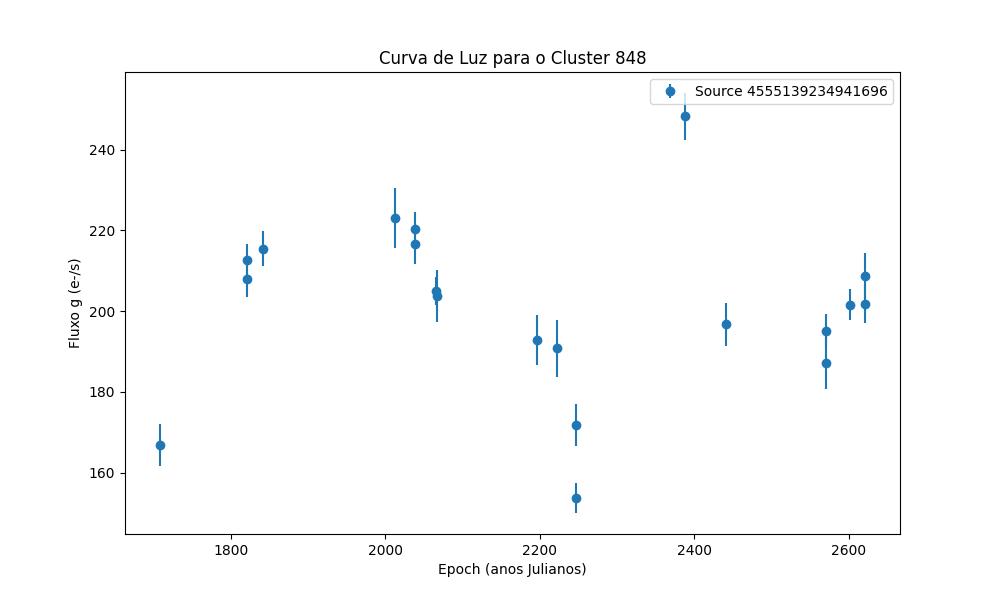 Curva de Luz para o Cluster 848
Source 4555139234941696
Fluxo g (e-/s)
240
220
200
180
160
1800
2000
2200
2400
2600
Epoch (anos Julianos)